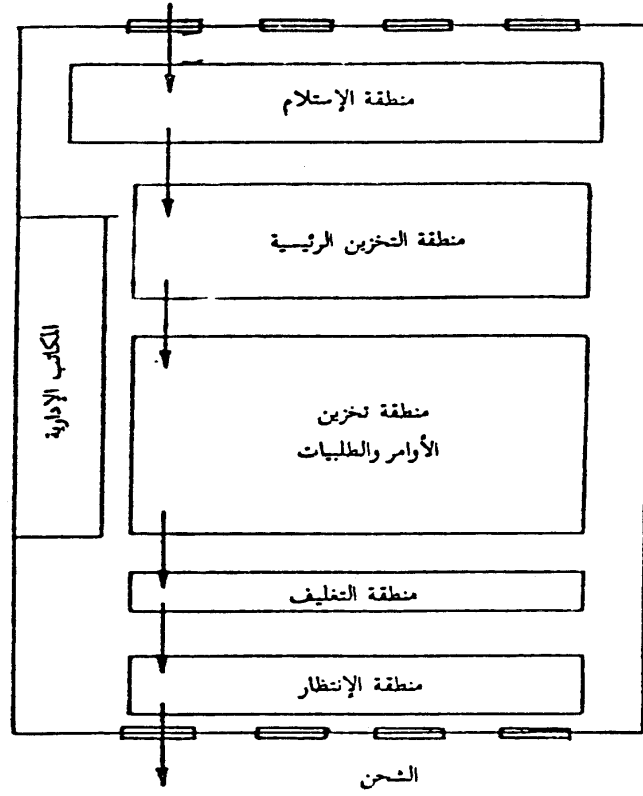 منطقة الإستلام
منطقة التخزين الرئيسية
المكاتب الإدارية
منطقة تخزين
الأوامر والطلبيات
منطقة التغليف
منطقة الإنتظار
الشحن